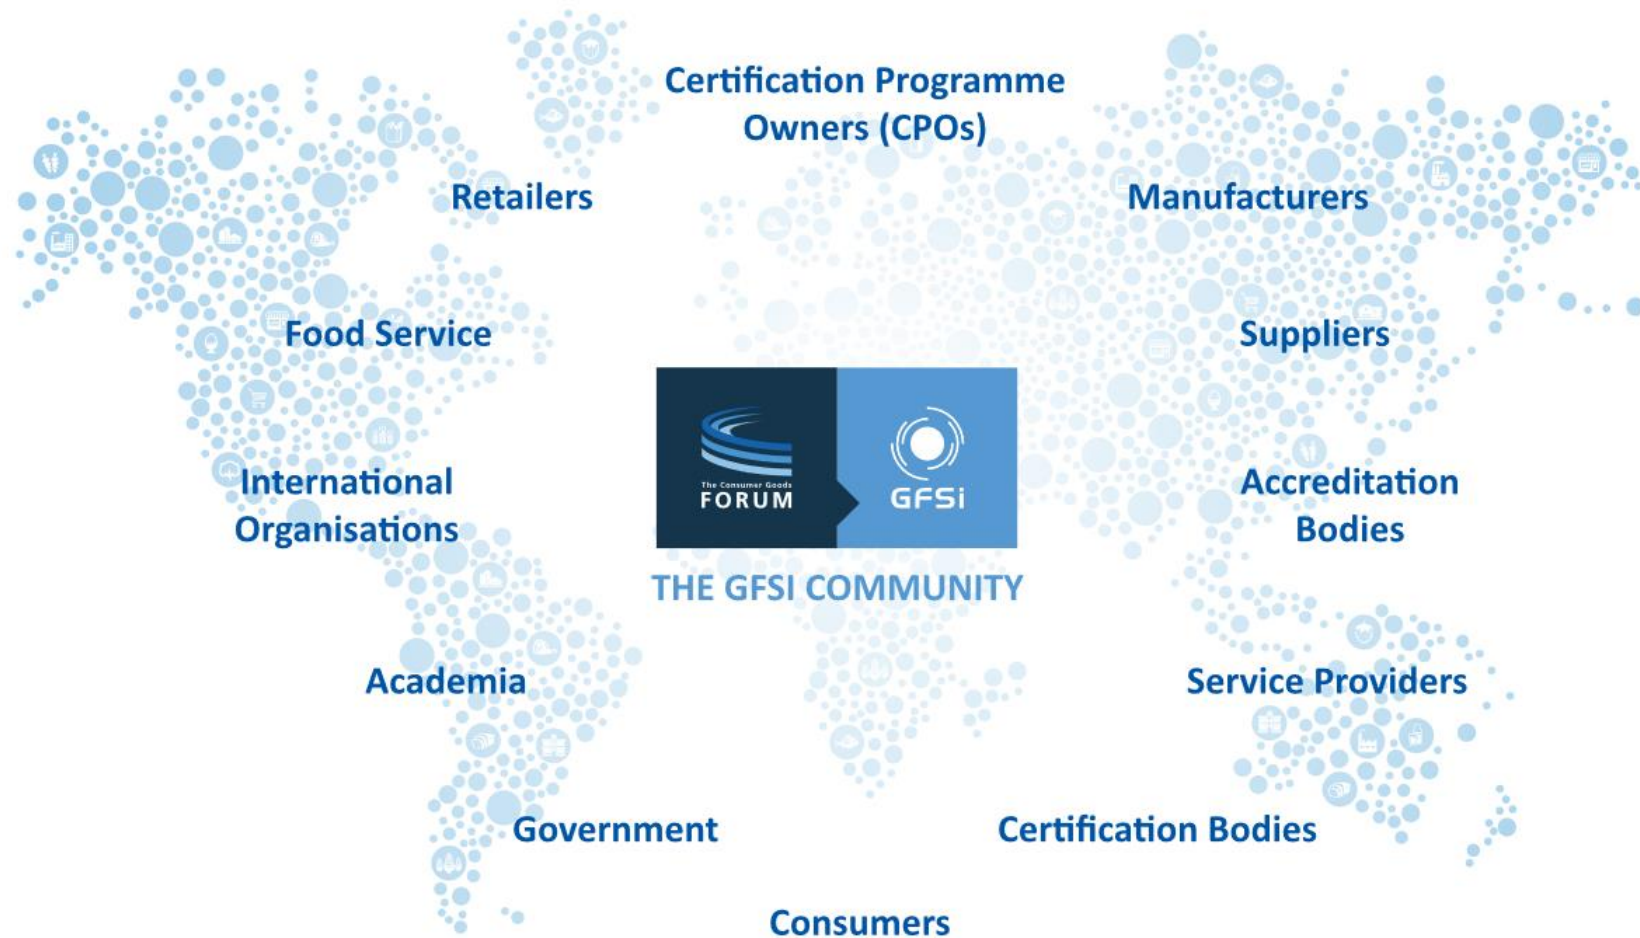 Certification Programme
Owners (CPOs)
Retailers
Manufacturers
Food Service
Suppliers
The Consumer Goods
FORUM
GFSi
International
Organisations
Accreditation
Bodies
THE GFSI COMMUNITY
Academia
Service Providers
Government
Certification Bodies
Consumers